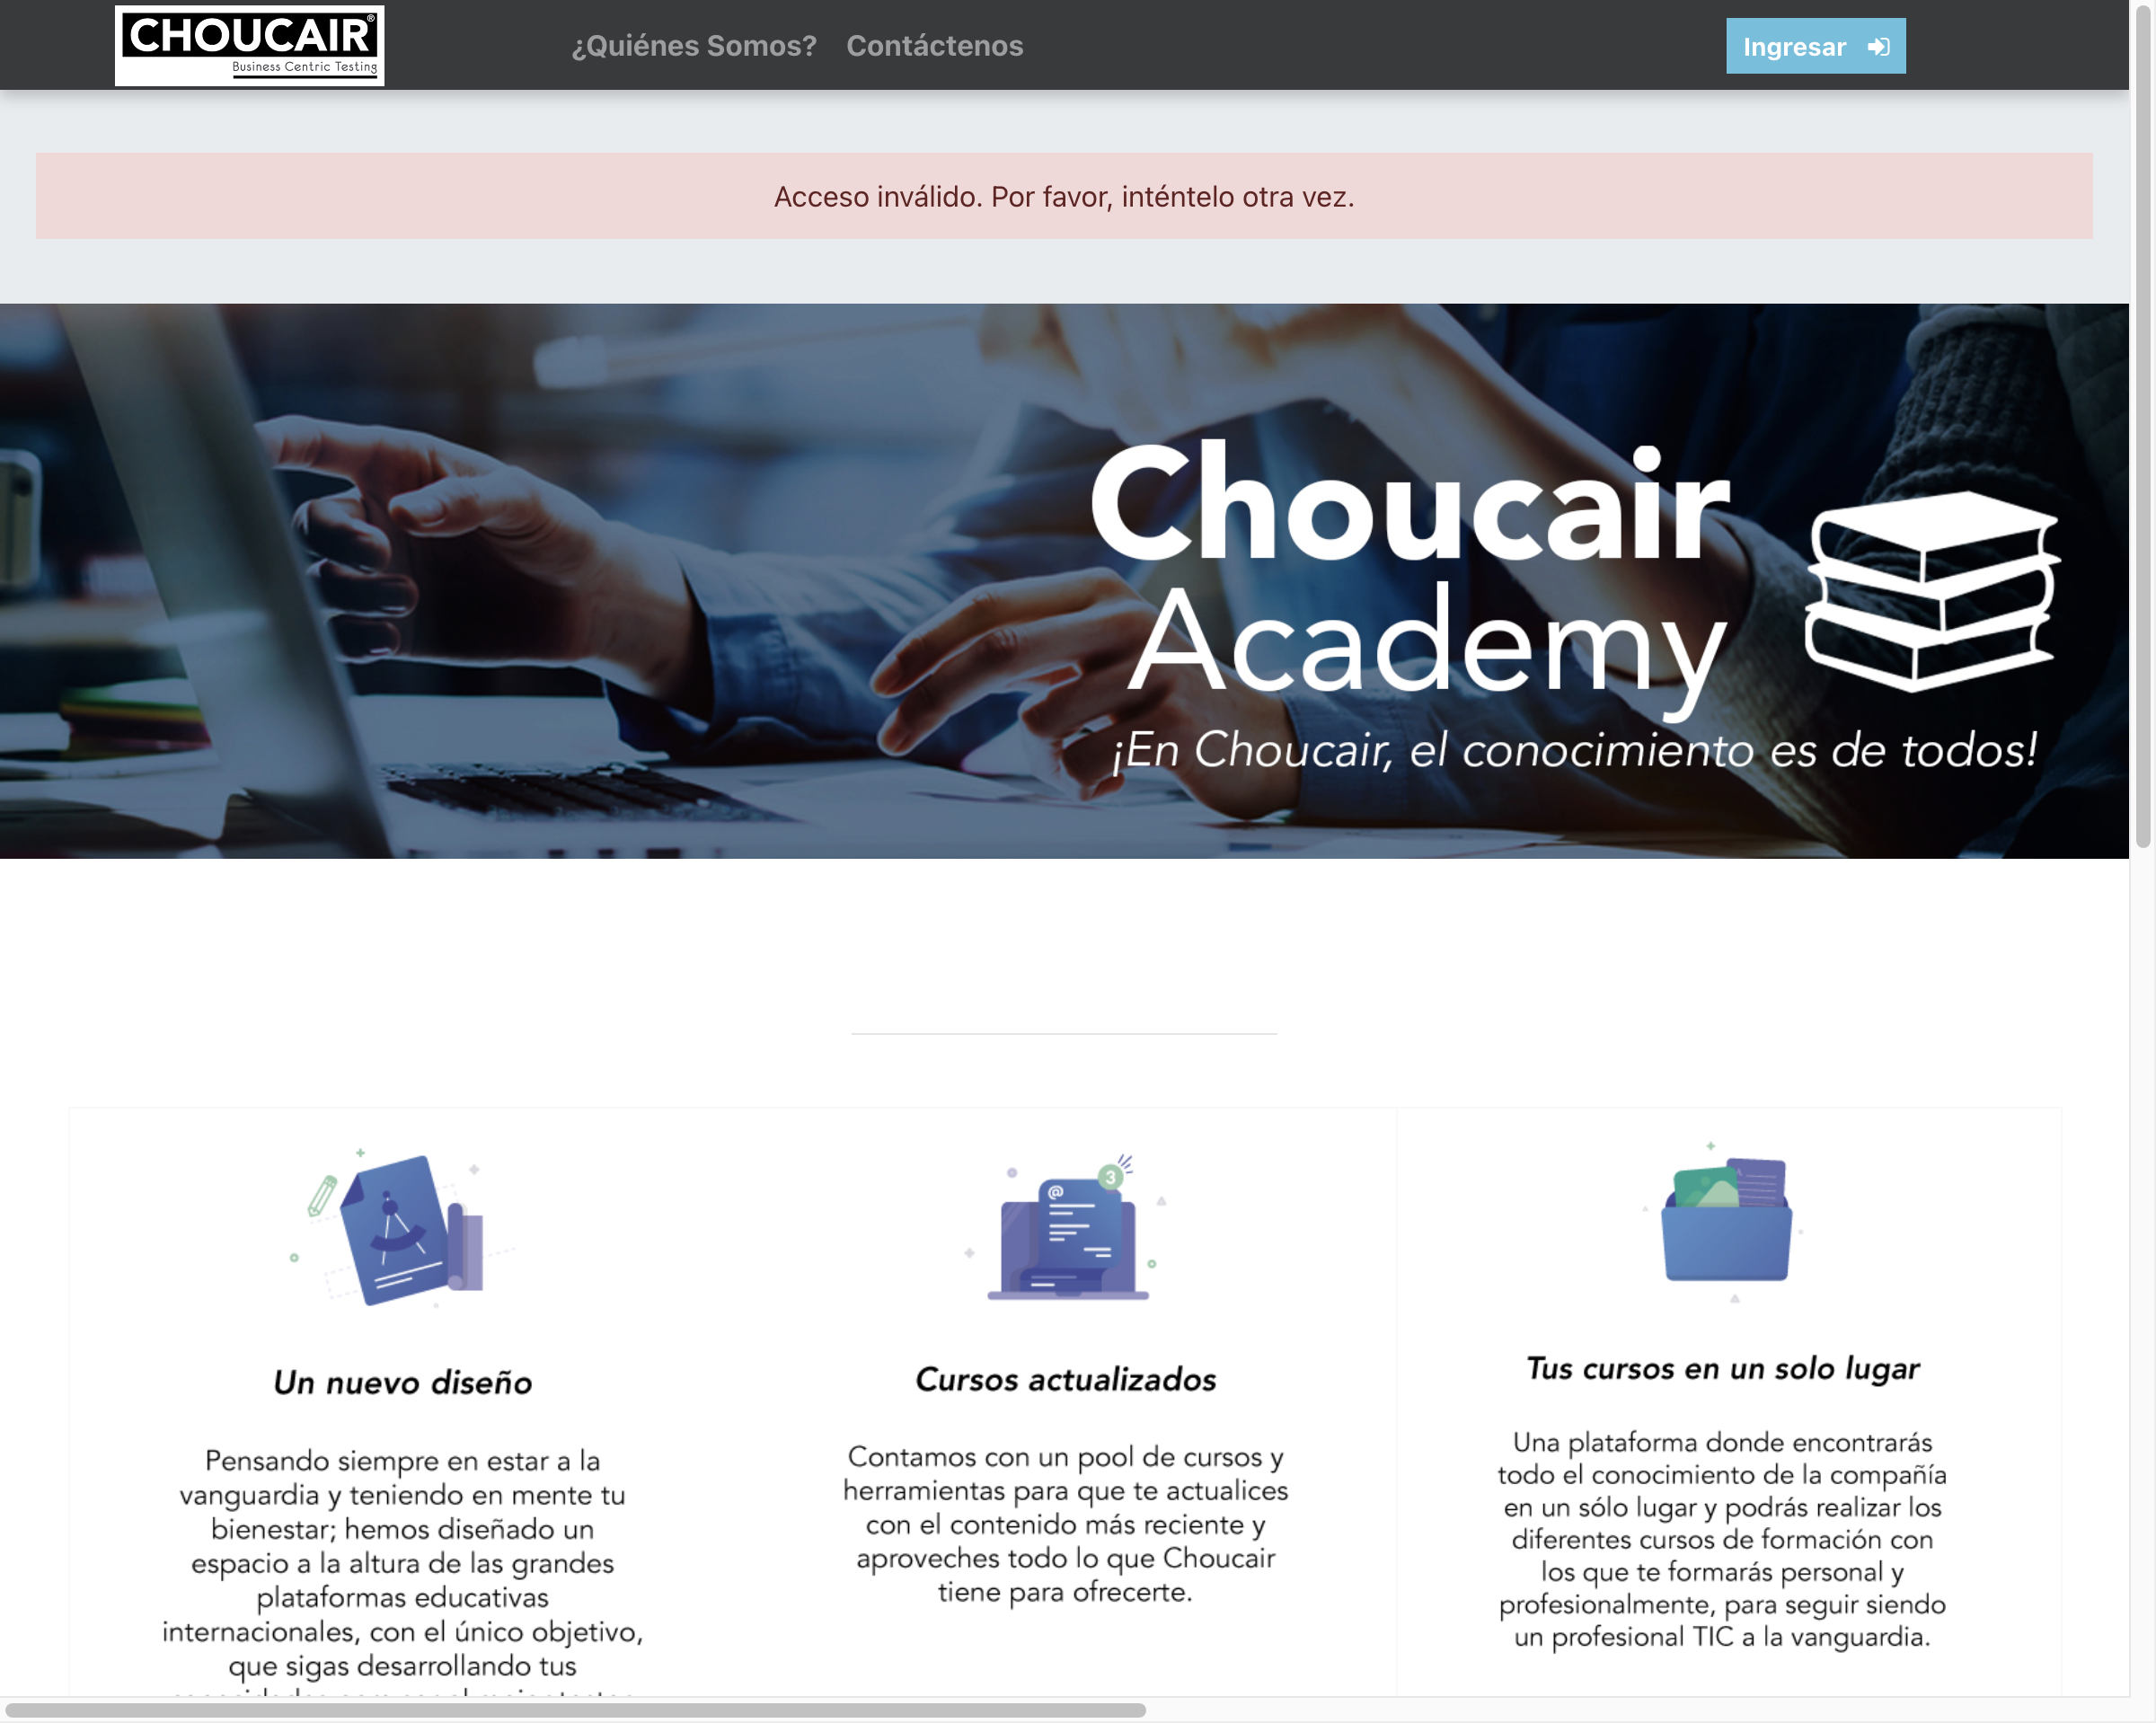 CHOUCAIR®
Business Centric Testing
¿Quiénes Somos?
Contáctenos
Ingresar
Acceso inválido. Por favor, inténtelo otra vez.
Choucair
Academy
¡En Choucair, el conocimiento es de todos!
@
3
Un nuevo diseño
Pensando siempre en estar a la
vanguardia y teniendo en mente tu
bienestar; hemos diseñado un
espacio a la altura de las grandes
plataformas educativas
internacionales, con el único objetivo,
que sigas desarrollando tus
Cursos actualizados
Contamos con un pool de cursos y
herramientas para que te actualices
con el contenido más reciente y
aproveches todo lo que Choucair
tiene para ofrecerte.
Tus cursos en un solo lugar
Una plataforma donde encontrarás
todo el conocimiento de la compañía
en un sólo lugar y podrás realizar los
diferentes cursos de formación con
los que te formarás personal y
profesionalmente, para seguir siendo
un profesional TIC a la vanguardia.